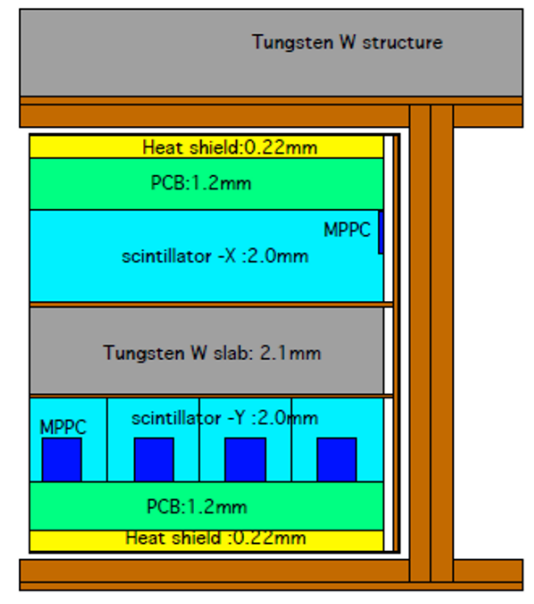 Tungsten W structure
Heat shield:0.22mm
PCB:1.2mm
MPPC
scintillator -X :2.0mm
Tungsten W slab: 2.1mm
scintillator -Y :2.0mm
MPPC
PCB:1.2mm
Heat shield :0.22mm